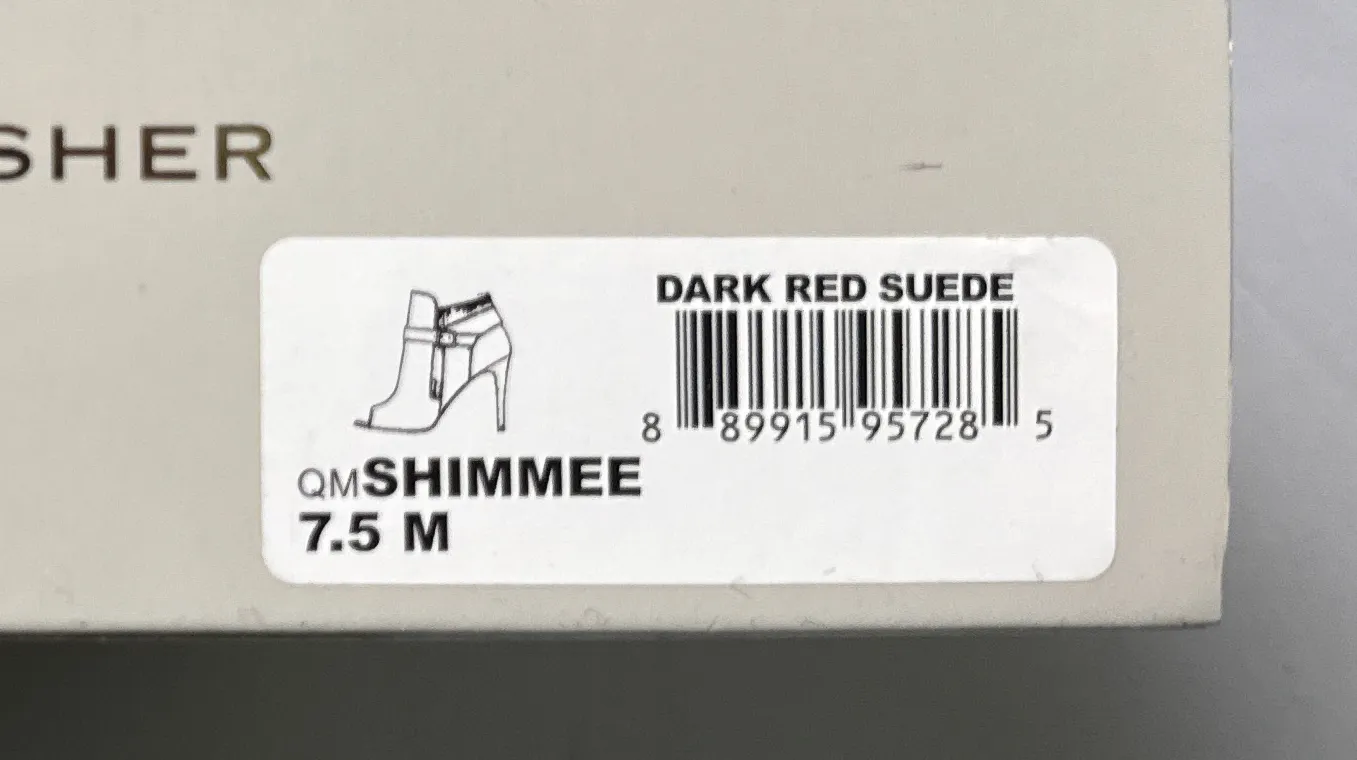 SHER
DARK RED SUEDE
8 89915 95728 5
QMSHIMMEE
7.5 M